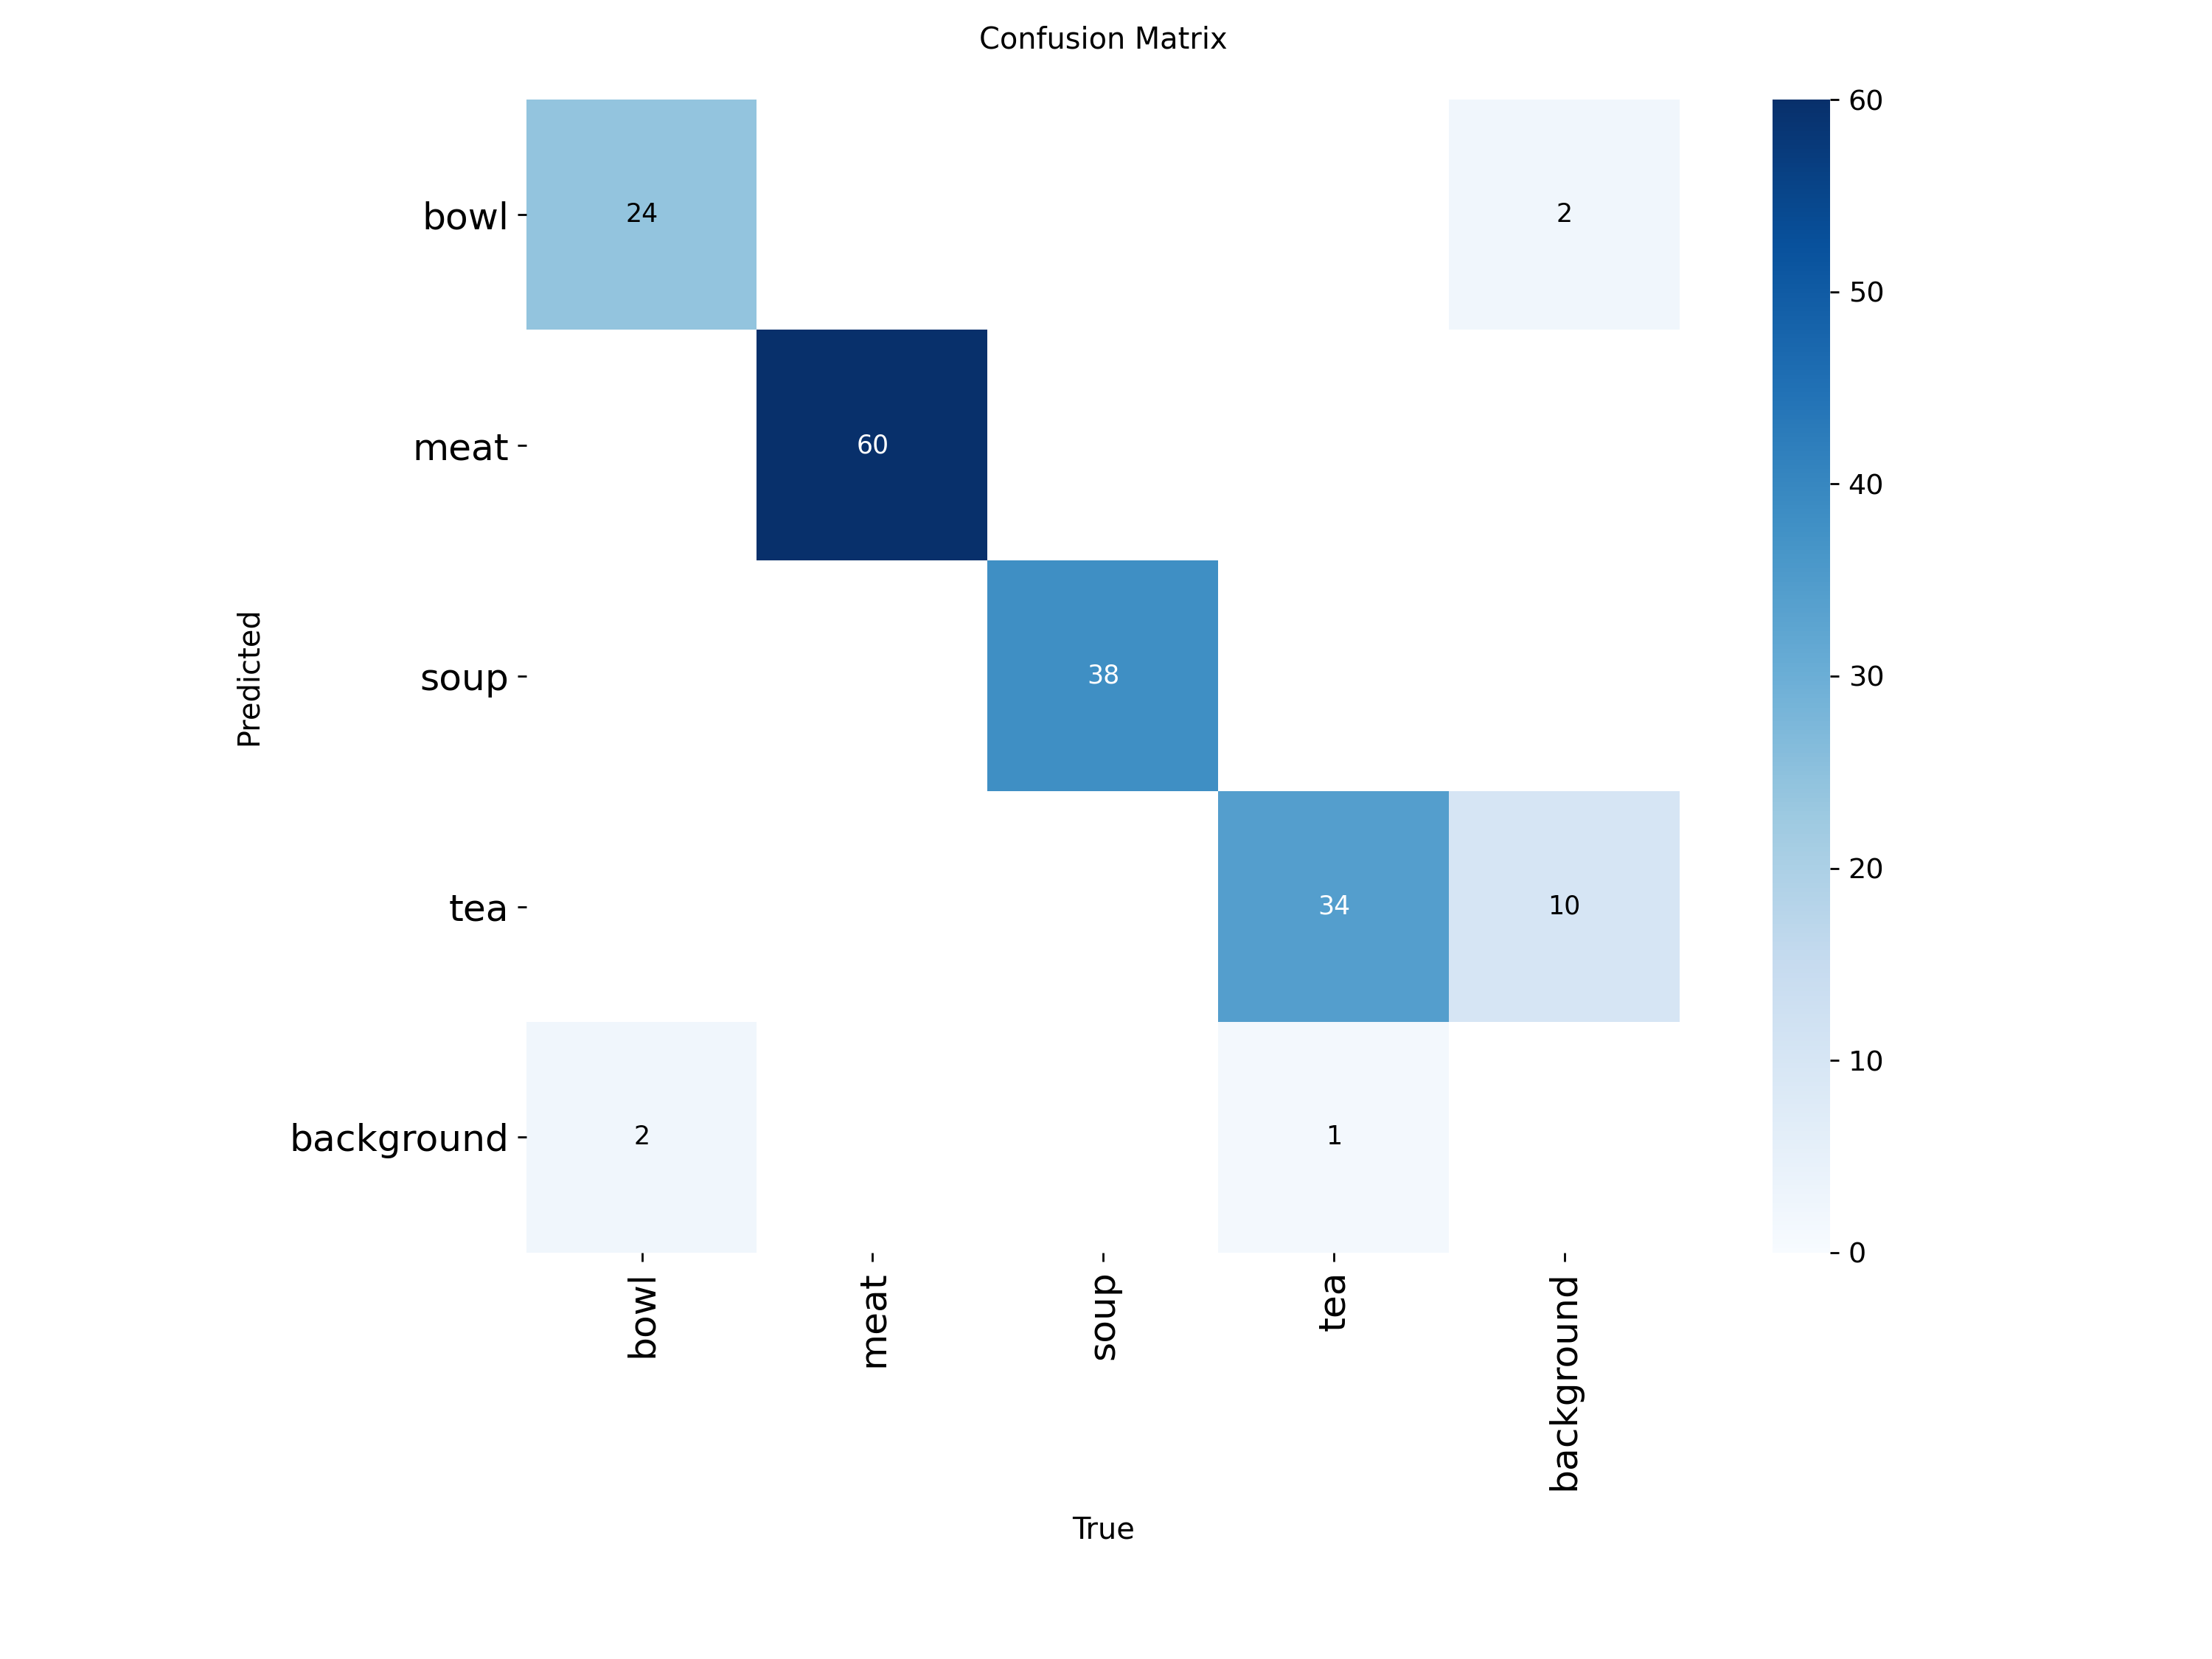 Confusion Matrix
bowl
24
2
meat
60
soup
38
tea
34
10
background
2
1
Predicted
bowl
meat
soup
tea
background
True
60
50
40
30
20
10
0